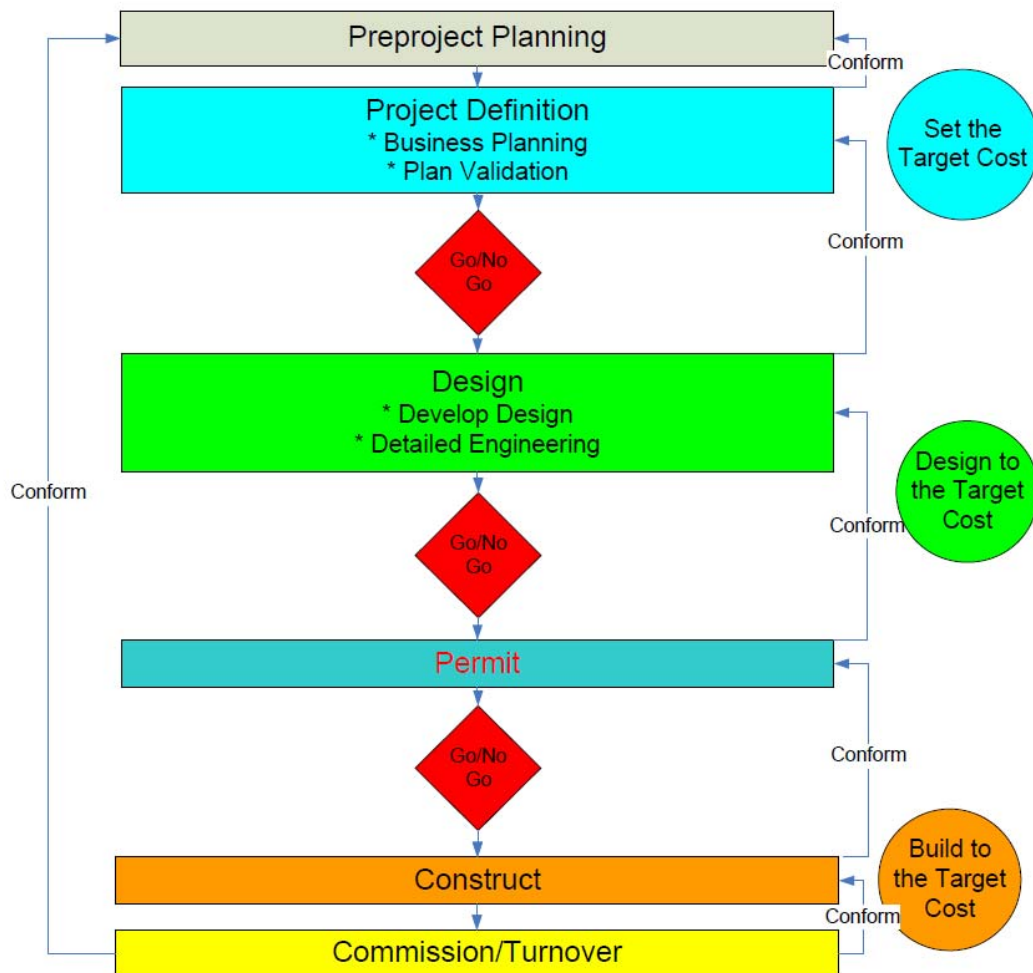 Preproject Planning
Conform
Project Definition
* Business Planning
* Plan Validation
Set the
Target Cost
Conform
Go/No
Go
Design
* Develop Design
* Detailed Engineering
Design to
the Target
Cost
Conform
Conform
Go/No
Go
Permit
Go/No
Go
Conform
Build to
the Target
Cost
Construct
Conform
Commission/Turnover